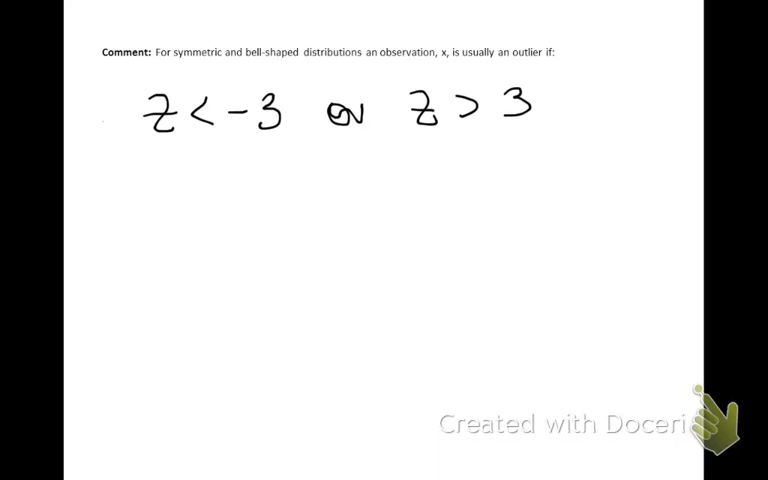 Comment: For symmetric and bell-shaped distributions an observation, x, is usually an outlier if:
z < -3 or z > 3
Created with Doceri